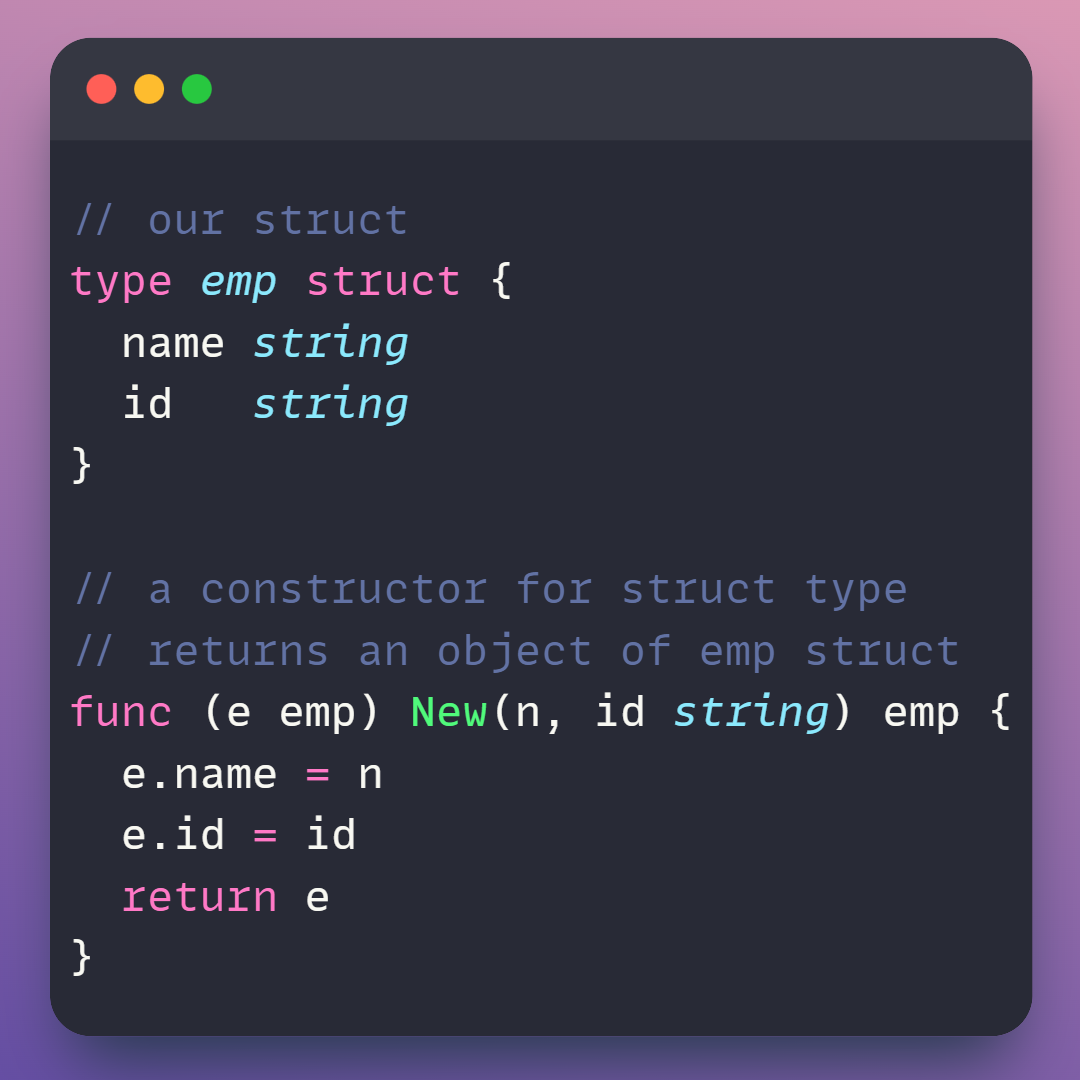 // our struct
type emp struct {
  name string
  id   string
}

// a constructor for struct type
// returns an object of emp struct
func (e emp) New(n, id string) emp {
  e.name = n
  e.id = id
  return e
}